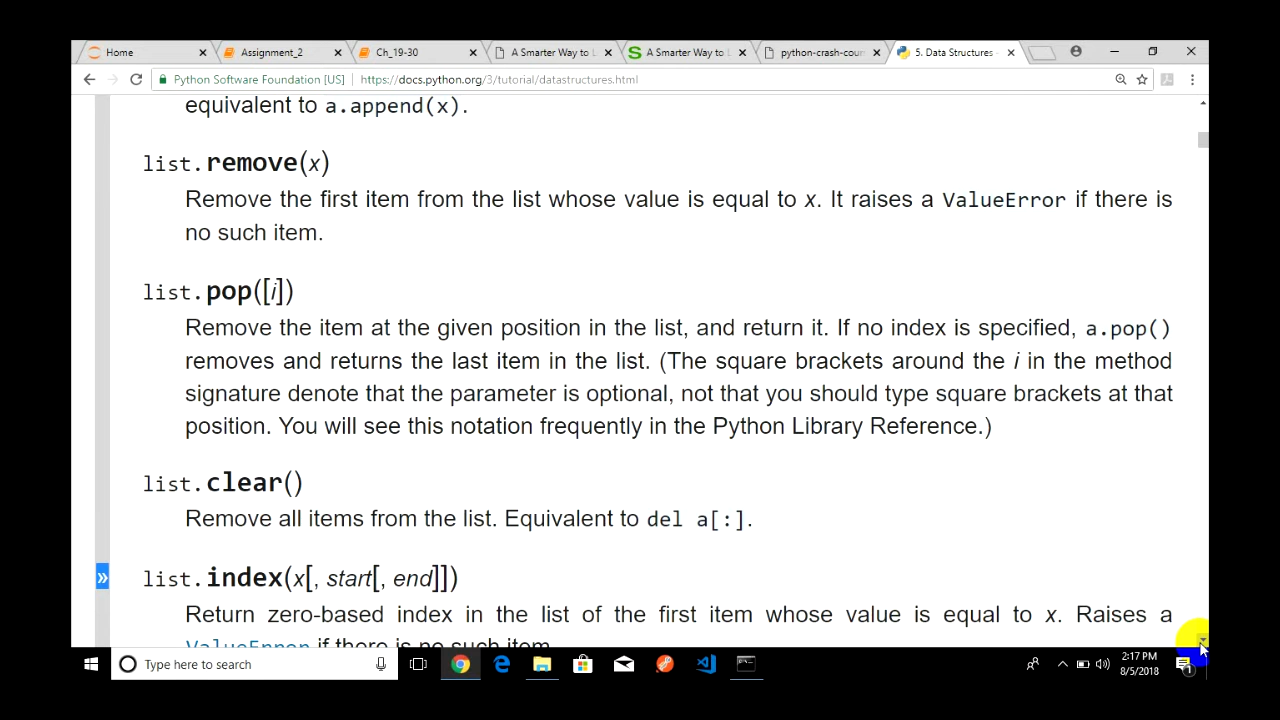 Home
Assignment_2
Ch_19-30
A Smarter Way to L
A Smarter Way to L
python-crash-cour
5. Data Structures
Python Software Foundation [US] https://docs.python.org/3/tutorial/datastructures.html
equivalent to a.append(x).
list.remove(x)
Remove the first item from the list whose value is equal to x. It raises a ValueError if there is
no such item.
list.pop([i])
Remove the item at the given position in the list, and return it. If no index is specified, a.pop()
removes and returns the last item in the list. (The square brackets around the i in the method
signature denote that the parameter is optional, not that you should type square brackets at that
position. You will see this notation frequently in the Python Library Reference.)
list.clear()
Remove all items from the list. Equivalent to del a[:].
list.index(x[, start[, end]])
Return zero-based index in the list of the first item whose value is equal to x. Raises a
ValueError if there is no such item.
Type here to search
2:17 PM
8/5/2018
1